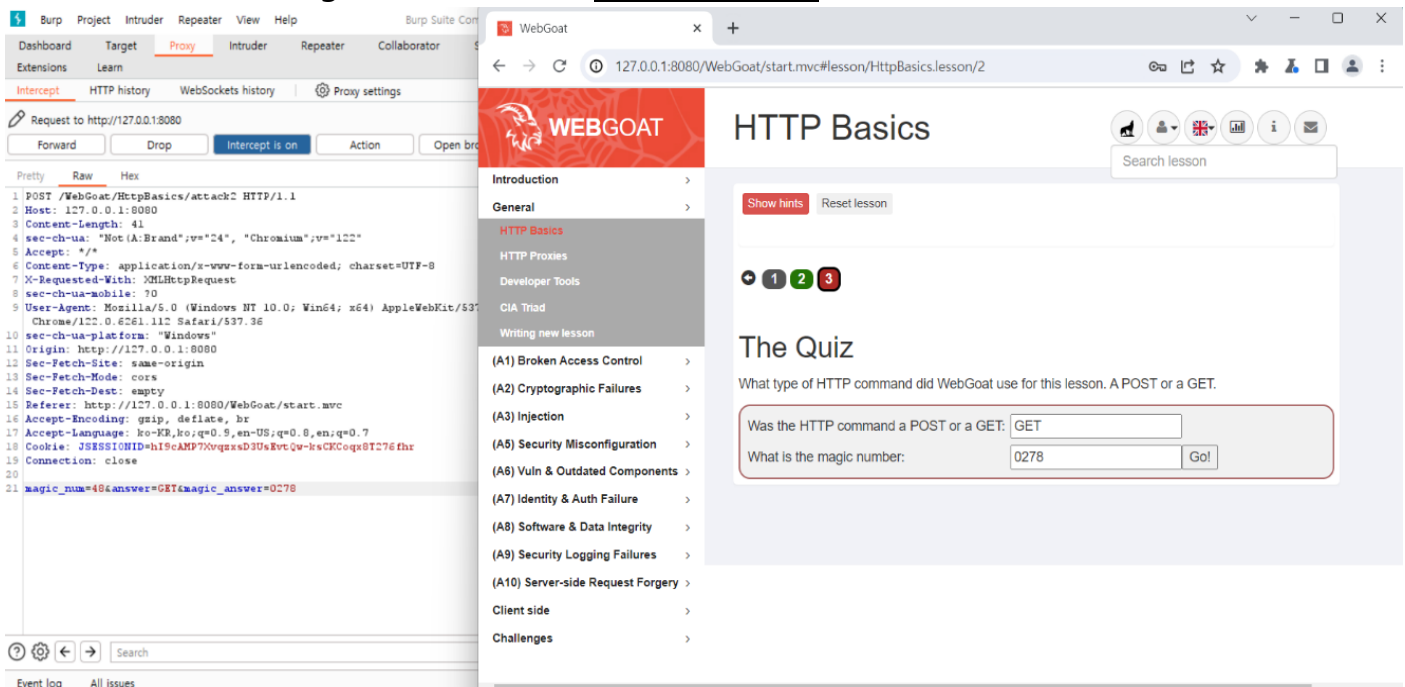 Burp Project Intruder Repeater View Help Burp Suite Com
Dashboard Target Proxy Intruder Repeater Collaborator S
Extensions Learn
Intercept HTTP history WebSockets history Proxy settings
Request to http://127.0.0.1:8080
Forward Drop Intercept is on Action Open bro
Pretty Raw Hex
1 POST /WebGoat/HttpBasics/attack2 HTTP/1.1
2 Host: 127.0.0.1:8080
3 Content-Length: 41
4 sec-ch-ua: "Not(A:Brand";v="24", "Chromium";v="122"
5 Accept: */*
6 Content-Type: application/x-www-form-urlencoded; charset=UTF-8
7 X-Requested-With: XMLHttpRequest
8 sec-ch-ua-mobile: ?0
9 User-Agent: Mozilla/5.0 (Windows NT 10.0; Win64; x64) AppleWebKit/537
Chrome/122.0.6261.112 Safari/537.36
10 sec-ch-ua-platform: "Windows"
11 Origin: http://127.0.0.1:8080
12 Sec-Fetch-Site: same-origin
13 Sec-Fetch-Mode: cors
14 Sec-Fetch-Dest: empty
15 Referer: http://127.0.0.1:8080/WebGoat/start.mvc
16 Accept-Encoding: gzip, deflate, br
17 Accept-Language: ko-KR,ko;q=0.9,en-US;q=0.8,en;q=0.7
18 Cookie: JSESSIONID=hI9cAMP7XvqzxsD3UsEvtQw-ksCKCoqx8T276fhr
19 Connection: close
20
21 magic_num=48&answer=GET&magic_answer=0278
Search
Event log All issues
WebGoat
127.0.0.1:8080/WebGoat/start.mvc#lesson/HttpBasics.lesson/2
WEBGOAT
Introduction
General
HTTP Basics
HTTP Proxies
Developer Tools
CIA Triad
Writing new lesson
(A1) Broken Access Control
(A2) Cryptographic Failures
(A3) Injection
(A5) Security Misconfiguration
(A6) Vuln & Outdated Components
(A7) Identity & Auth Failure
(A8) Software & Data Integrity
(A9) Security Logging Failures
(A10) Server-side Request Forgery
Client side
Challenges
HTTP Basics
Search lesson
Show hints Reset lesson
1 2 3
The Quiz
What type of HTTP command did WebGoat use for this lesson. A POST or a GET.
Was the HTTP command a POST or a GET: GET
What is the magic number: 0278 Go!